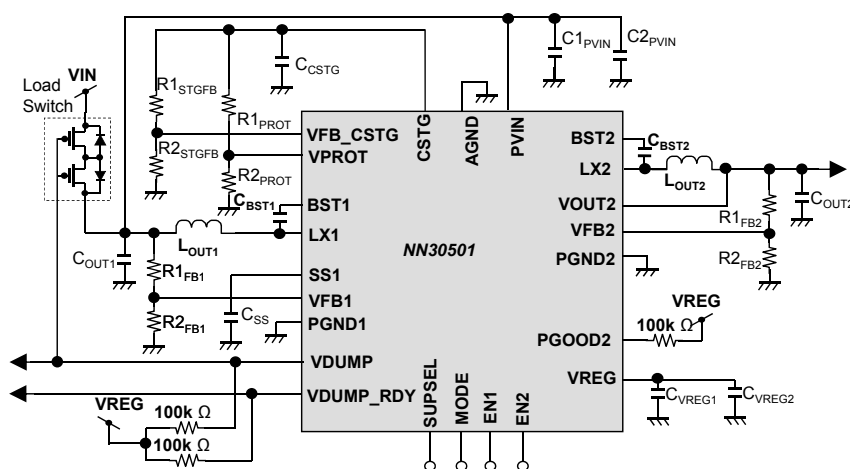 C1PVIN
C2PVIN
CCSTG
Load
Switch
VIN
R1STGFB
R1PROT
R2STGFB
R2PROT
CBST1
LOUT1
COUT1
R1FB1
R2FB1
CSS
VFB_CSTG
VPROT
BST1
LX1
SS1
VFB1
PGND1
VDUMP
VDUMP_RDY
CSTG
AGND
PVIN
NN30501
SUPSEL
MODE
EN1
EN2
BST2
LX2
VOUT2
VFB2
PGND2
PGOOD2
VREG
CBST2
LOUT2
COUT2
R1FB2
R2FB2
VREG
100k Ω
CVREG1
CVREG2
VREG
100k Ω
100k Ω